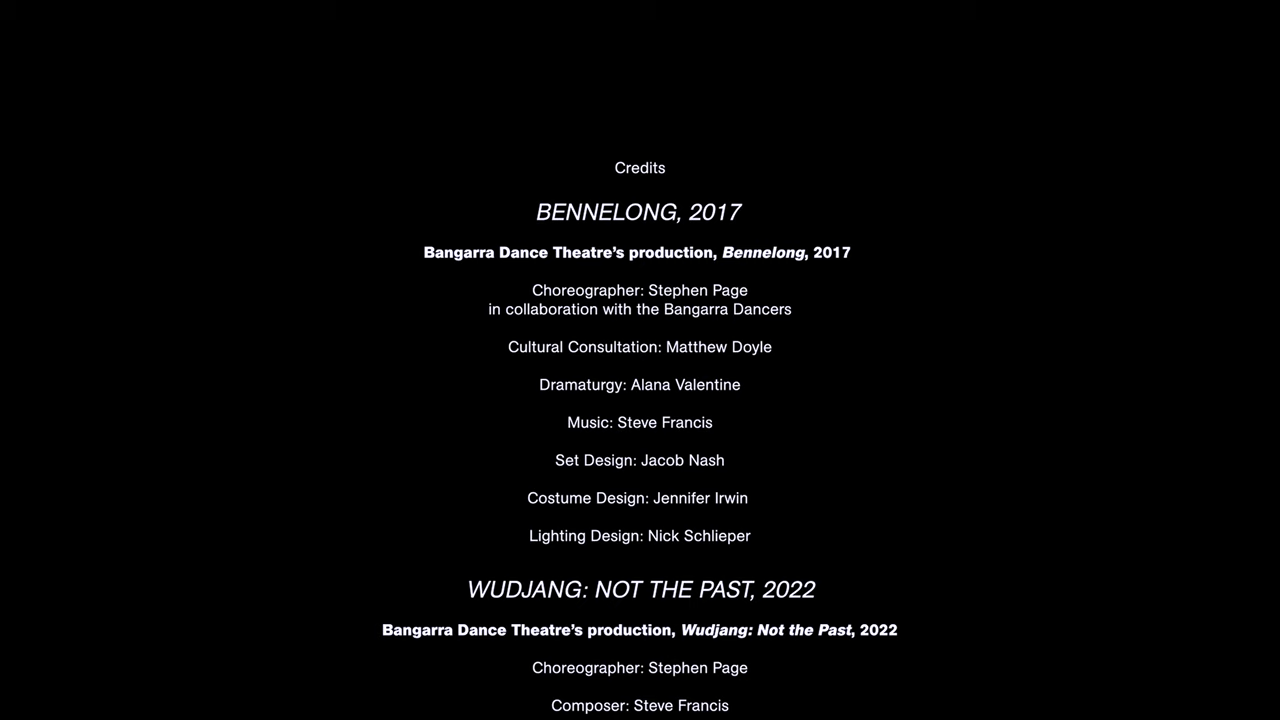 Credits
BENNELONG, 2017
Bangarra Dance Theatre’s production, Bennelong, 2017
Choreographer: Stephen Page
in collaboration with the Bangarra Dancers
Cultural Consultation: Matthew Doyle
Dramaturgy: Alana Valentine
Music: Steve Francis
Set Design: Jacob Nash
Costume Design: Jennifer Irwin
Lighting Design: Nick Schlieper
WUDJANG: NOT THE PAST, 2022
Bangarra Dance Theatre’s production, Wudjang: Not the Past, 2022
Choreographer: Stephen Page
Composer: Steve Francis